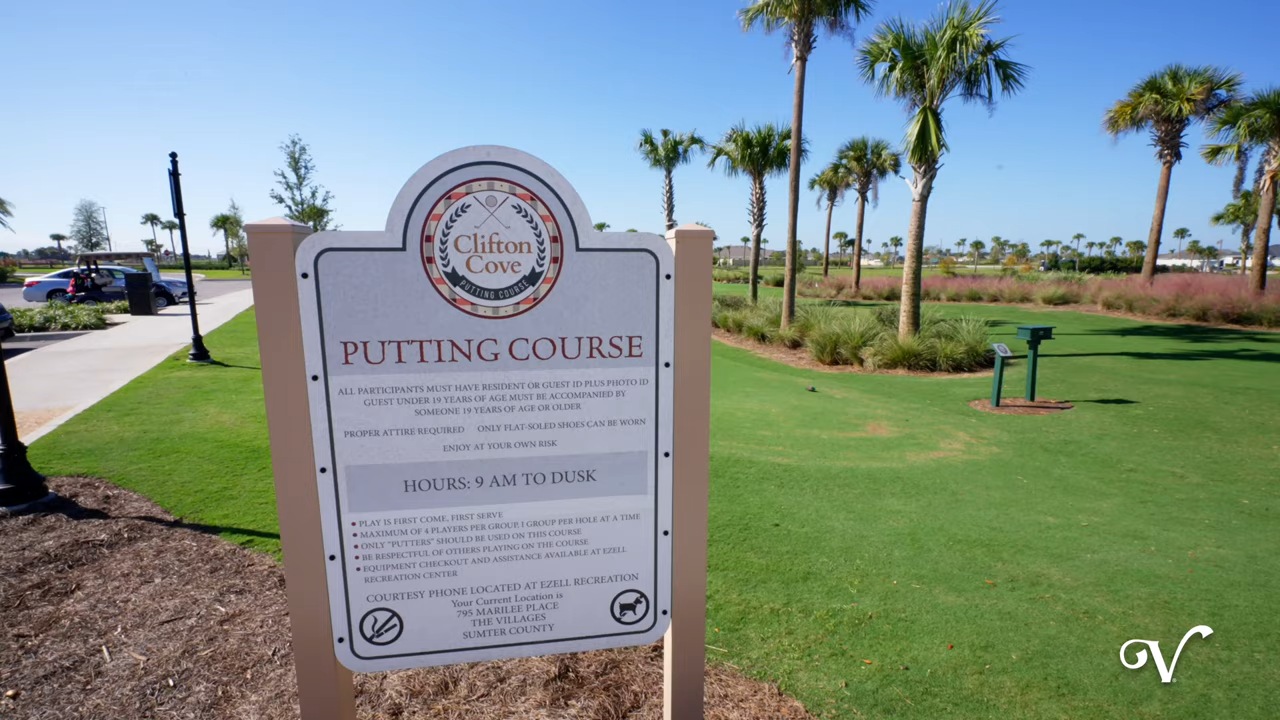 Clifton
Cove
PUTTING COURSE
PUTTING COURSE
ALL PARTICIPANTS MUST HAVE RESIDENT OR GUEST ID PLUS PHOTO ID
GUEST UNDER 19 YEARS OF AGE MUST BE ACCOMPANIED BY
SOMEONE 19 YEARS OF AGE OR OLDER
PROPER ATTIRE REQUIRED ONLY FLAT-SOLED SHOES CAN BE WORN
ENJOY AT YOUR OWN RISK
HOURS: 9 AM TO DUSK
• PLAY IS FIRST COME, FIRST SERVE
• MAXIMUM OF 4 PLAYERS PER GROUP, 1 GROUP PER HOLE AT A TIME
• ONLY "PUTTERS" SHOULD BE USED ON THIS COURSE
• BE RESPECTFUL OF OTHERS PLAYING ON THE COURSE
• EQUIPMENT CHECKOUT AND ASSISTANCE AVAILABLE AT EZELL
RECREATION CENTER
COURTESY PHONE LOCATED AT EZELL RECREATION
Your Current Location is
795 MARILEE PLACE
THE VILLAGES
SUMTER COUNTY
V